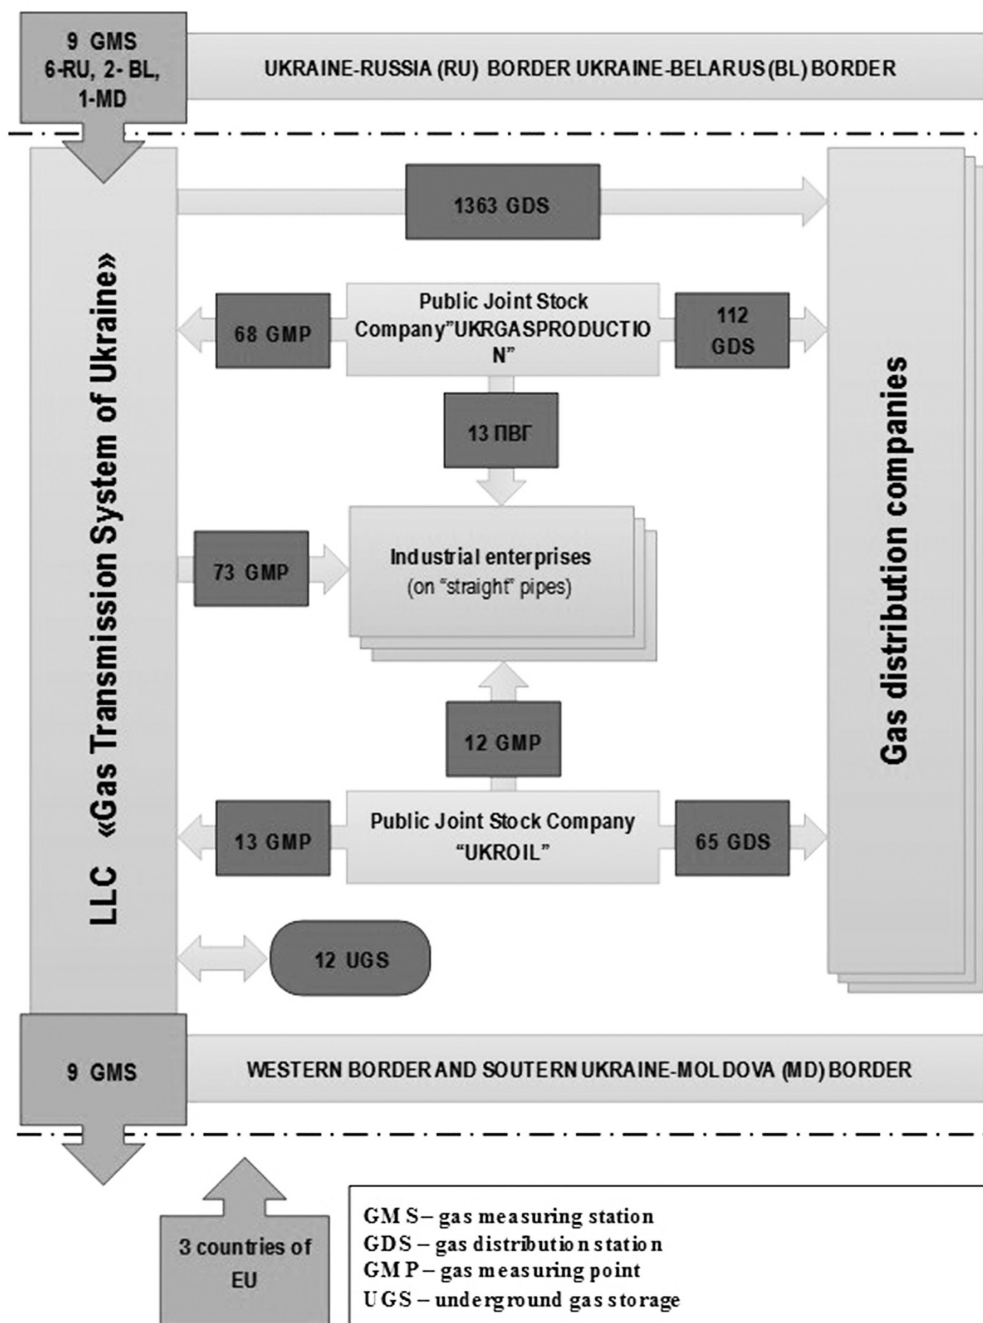 9 GMS
6-RU, 2- BL,
1-MD
UKRAINE-RUSSIA (RU) BORDER UKRAINE-BELARUS (BL) BORDER
LLC «Gas Transmission System of Ukraine»
1363 GDS
Gas distribution companies
68 GMP
Public Joint Stock
Company”UKRGASPRODUCTIO
N”
112
GDS
13 ПВГ
73 GMP
Industrial enterprises
(on “straight” pipes)
12 GMP
13 GMP
Public Joint Stock Company
“UKROIL”
65 GDS
12 UGS
9 GMS
WESTERN BORDER AND SOUTERN UKRAINE-MOLDOVA (MD) BORDER
3 countries of
EU
GMS – gas measuring station
GDS – gas distribution station
GMP – gas measuring point
UGS – underground gas storage